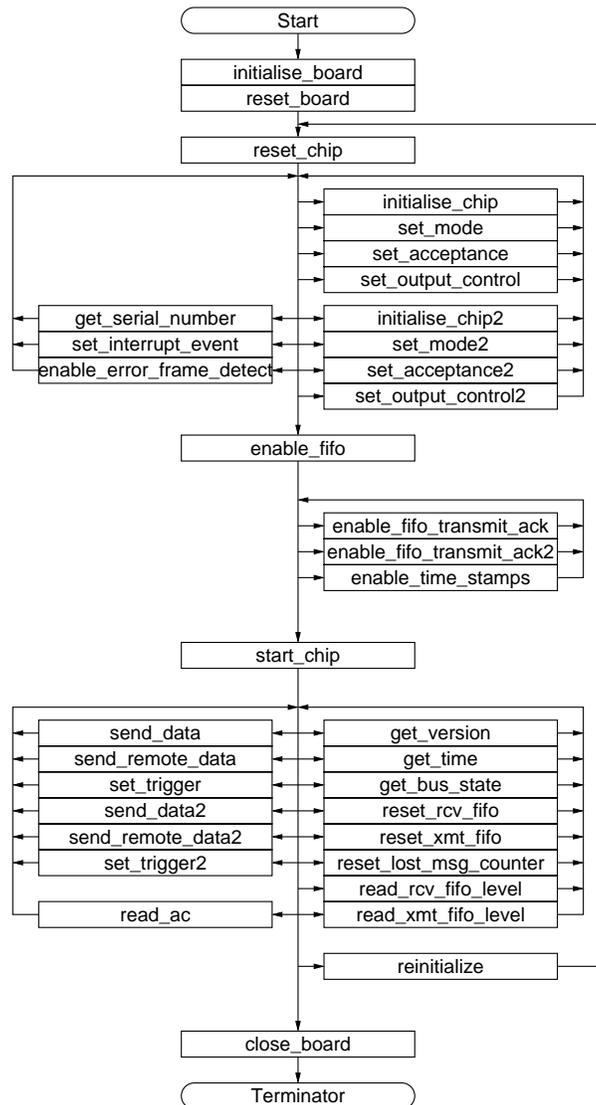 Start
initialise_board
reset_board
reset_chip
initialise_chip
set_mode
set_acceptance
set_output_control
get_serial_number
initialise_chip2
set_interrupt_event
set_mode2
enable_error_frame_detect
set_acceptance2
set_output_control2
enable_fifo
enable_fifo_transmit_ack
enable_fifo_transmit_ack2
enable_time_stamps
start_chip
send_data
get_version
send_remote_data
get_time
set_trigger
get_bus_state
send_data2
reset_rcv_fifo
send_remote_data2
reset_xmt_fifo
set_trigger2
reset_lost_msg_counter
read_rcv_fifo_level
read_ac
read_xmt_fifo_level
reinitialize
close_board
Terminator